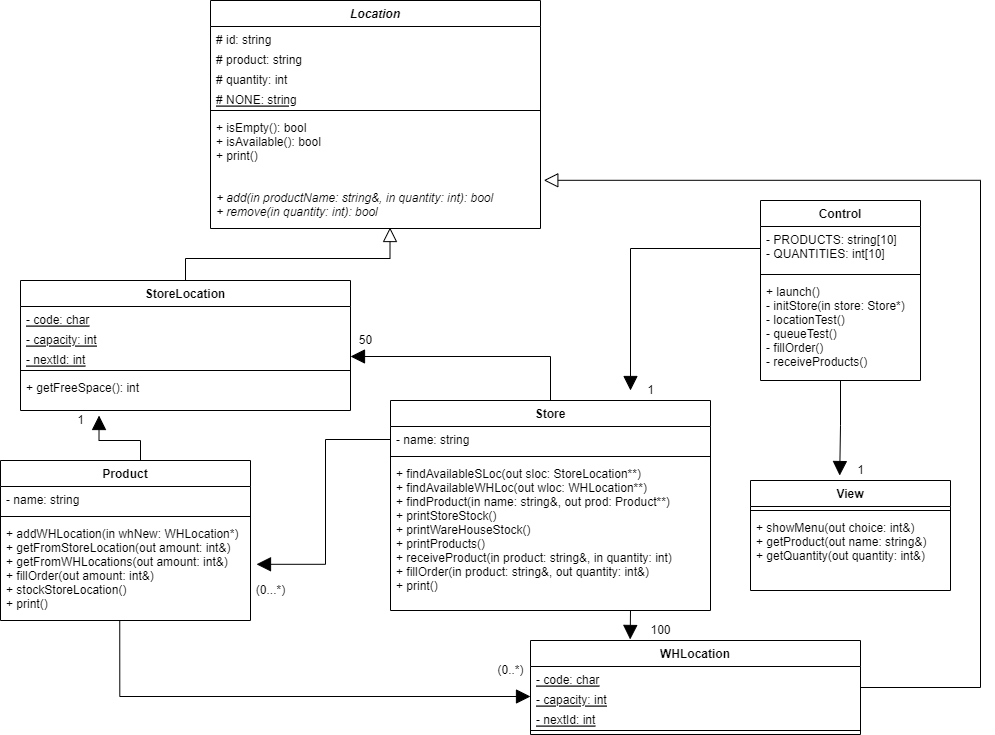 Location
# id: string
# product: string
# quantity: int
# NONE: string
+ isEmpty(): bool
+ isAvailable(): bool
+ print()
+ add(in productName: string&, in quantity: int): bool
+ remove(in quantity: int): bool
Control
- PRODUCTS: string[10]
- QUANTITIES: int[10]
+ launch()
- initStore(in store: Store*)
- locationTest()
- queueTest()
- fillOrder()
- receiveProducts()
StoreLocation
- code: char
- capacity: int
- nextId: int
+ getFreeSpace(): int
50
1
1
Store
- name: string
+ findAvailableSLoc(out sloc: StoreLocation**)
+ findAvailableWHLoc(out wloc: WHLocation**)
+ findProduct(in name: string&, out prod: Product**)
+ printStoreStock()
+ printWareHouseStock()
+ printProducts()
+ receiveProduct(in product: string&, in quantity: int)
+ fillOrder(in product: string&, out quantity: int&)
+ print()
Product
- name: string
+ addWHLocation(in whNew: WHLocation*)
+ getFromStoreLocation(out amount: int&)
+ getFromWHLocations(out amount: int&)
+ fillOrder(out amount: int&)
+ stockStoreLocation()
+ print()
(0...*)
1
View
+ showMenu(out choice: int&)
+ getProduct(out name: string&)
+ getQuantity(out quantity: int&)
100
(0..*)
WHLocation
- code: char
- capacity: int
- nextId: int